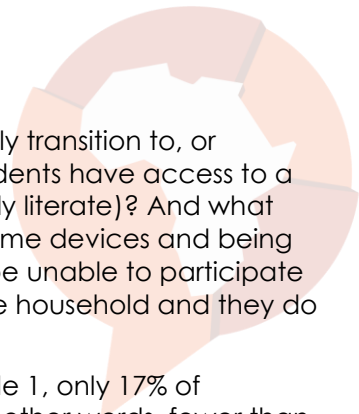 ly transition to, or
dents have access to a
ly literate)? And what
me devices and being
be unable to participate
e household and they do
le 1, only 17% of
other words, fewer than